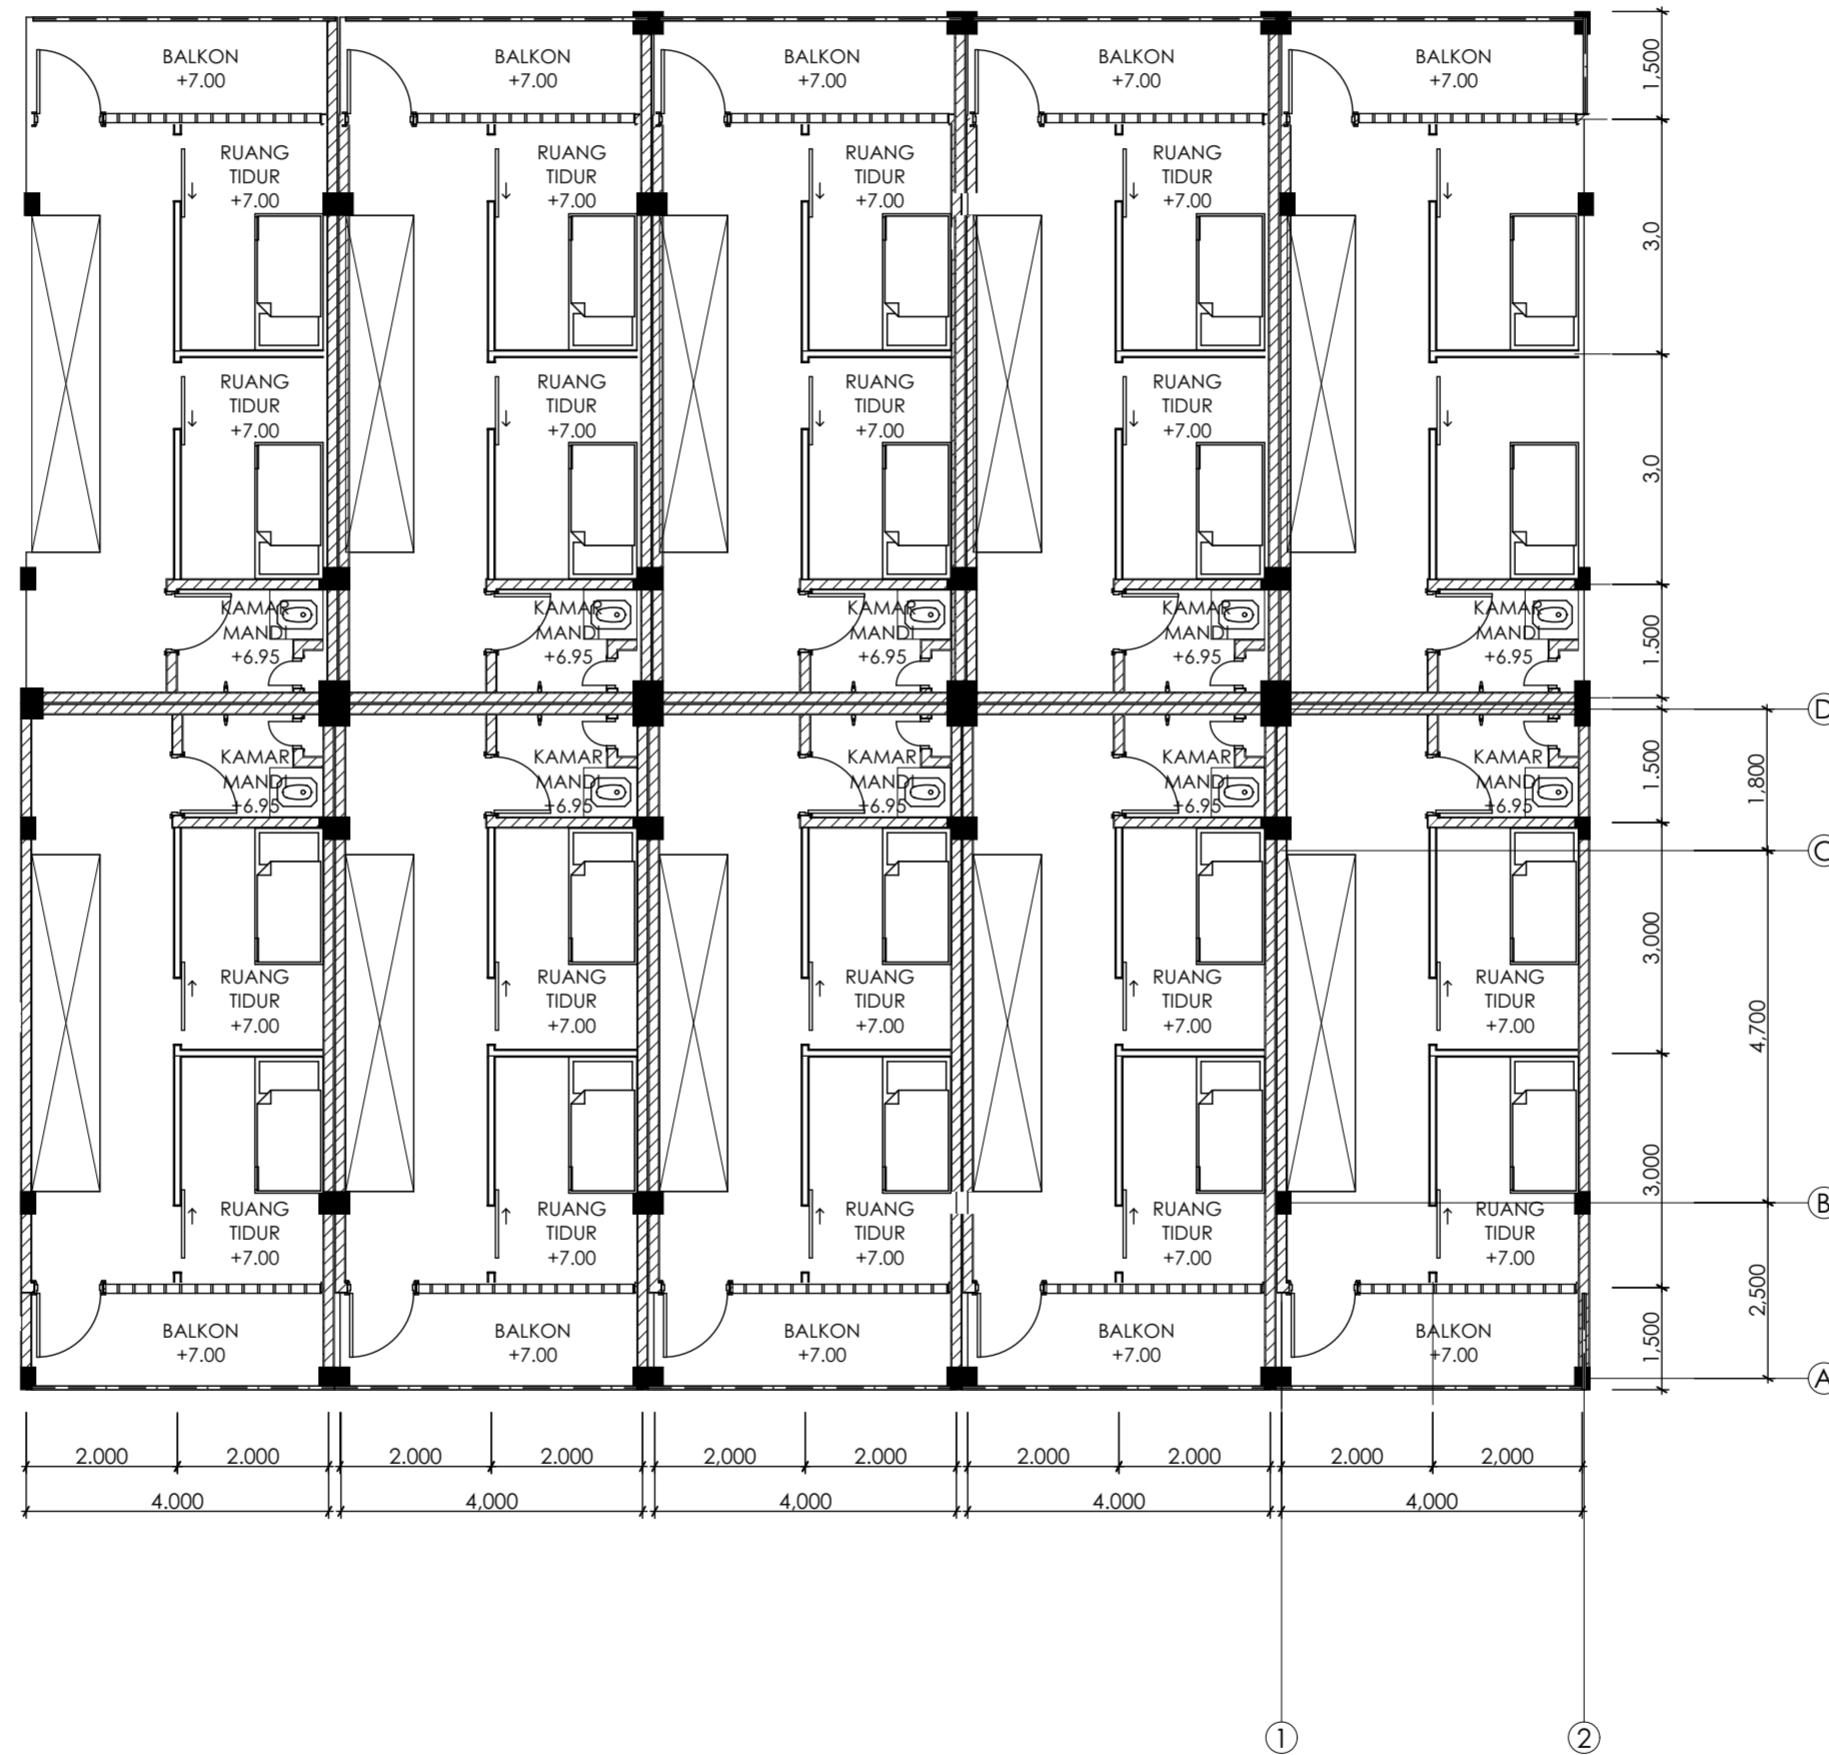 BALKON BALKON BALKON BALKON BALKON
+7.00 +7.00 +7.00 +7.00 +7.00
1,500
RUANG RUANG RUANG RUANG
TIDUR TIDUR TIDUR TIDUR
+7.00 +7.00 +7.00 +7.00
3,0
RUANG RUANG RUANG RUANG
TIDUR TIDUR TIDUR TIDUR
+7.00 +7.00 +7.00 +7.00
3,0
KAMAR KAMAR KAMAR KAMAR KAMAR
MANDI MANDI MANDI MANDI MANDI
+6.95 +6.95 +6.95 +6.95 +6.95
1.500
D
KAMAR KAMAR KAMAR KAMAR KAMAR
MANDI MANDI MANDI MANDI MANDI
+6.95 +6.95 +6.95 +6.95 +6.95
1.500
1,800
C
3,000
RUANG RUANG RUANG RUANG RUANG
TIDUR TIDUR TIDUR TIDUR TIDUR
+7.00 +7.00 +7.00 +7.00 +7.00
4,700
3,000
B
RUANG RUANG RUANG RUANG RUANG
TIDUR TIDUR TIDUR TIDUR TIDUR
+7.00 +7.00 +7.00 +7.00 +7.00
2,500
BALKON BALKON BALKON BALKON BALKON
+7.00 +7.00 +7.00 +7.00 +7.00
1,500
A
2.000 2.000 2.000 2.000 2,000 2.000 2.000 2.000 2.000 2,000
4.000 4,000 4,000 4.000 4,000
1 2